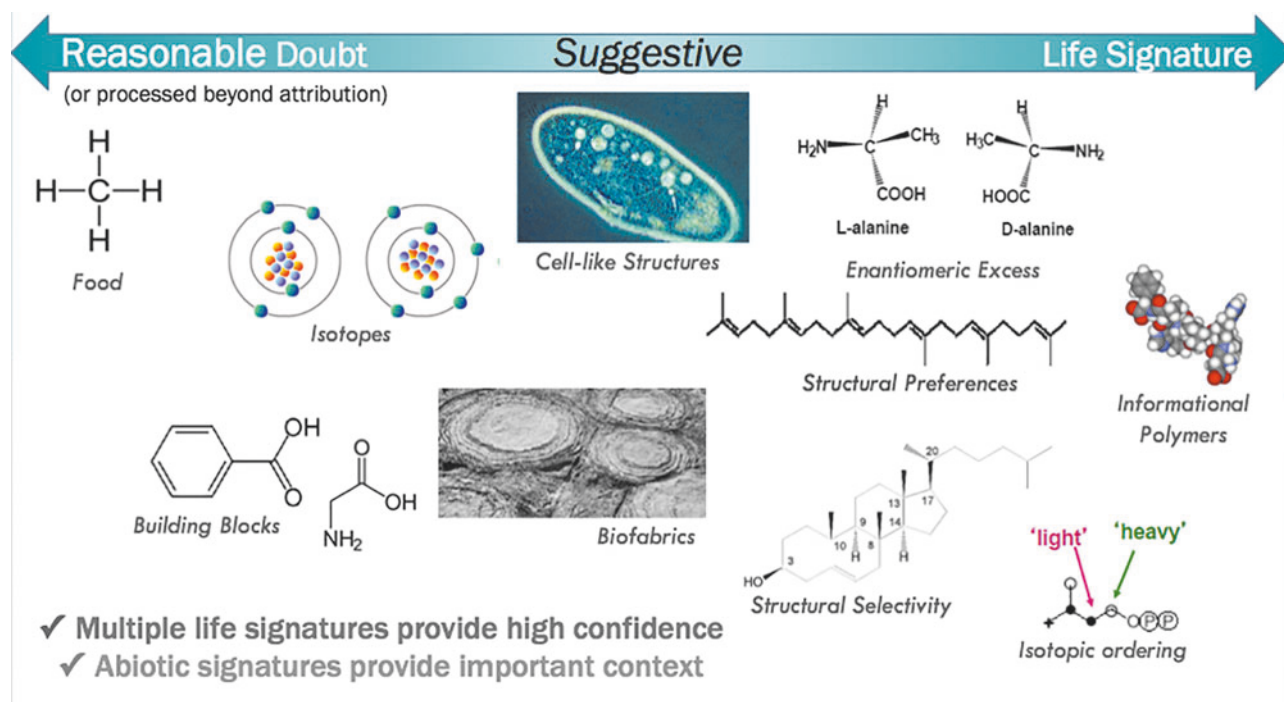 Reasonable Doubt
Suggestive
Life Signature
(or processed beyond attribution)
H
H C H
H
Food
Isotopes
Cell-like Structures
H
H₂N C CH₃
COOH
L-alanine
H
H₃C C NH₂
HOOC
D-alanine
Enantiomeric Excess
Structural Preferences
Informational
Polymers
OH
O
Building Blocks
O
OH
NH₂
Biofabrics
20
17
13
14
9
8
10
H
H
3
HO
Structural Selectivity
'light'
'heavy'
+ O P P
Isotopic ordering
✓ Multiple life signatures provide high confidence
✓ Abiotic signatures provide important context